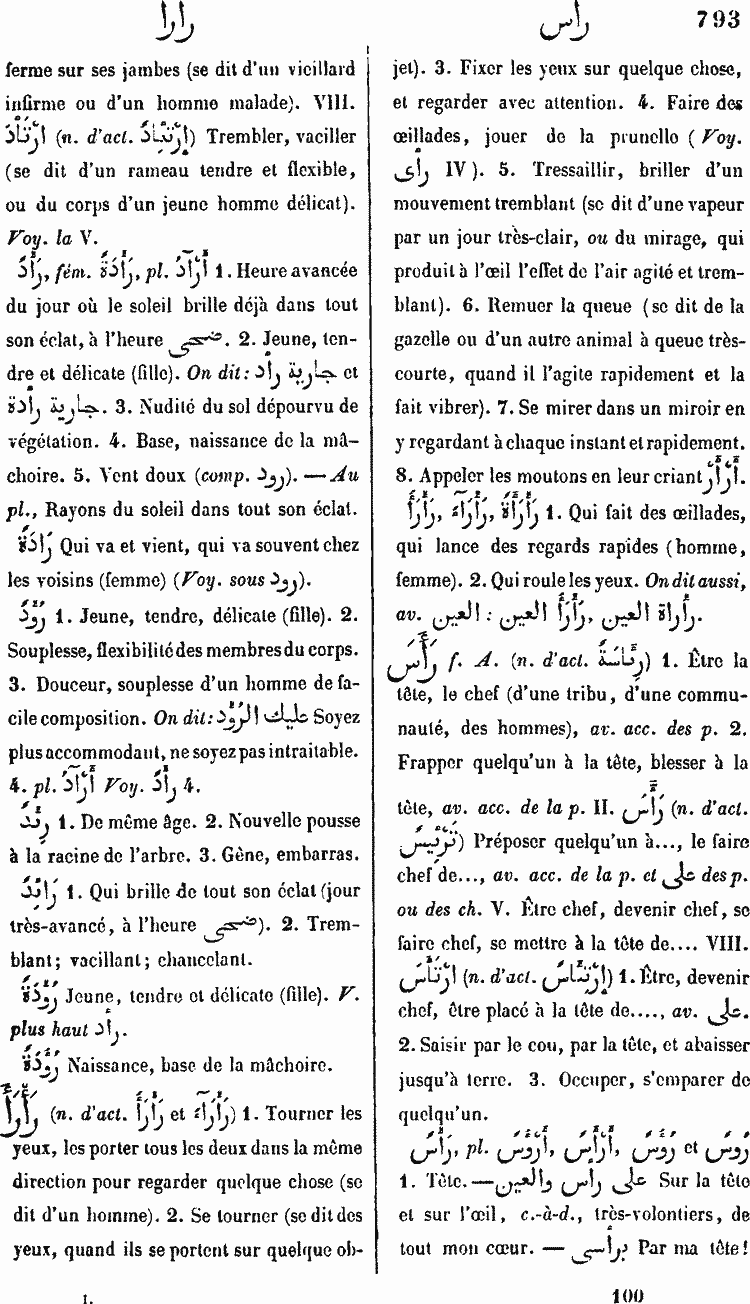 رارا
راس
793
ferme sur ses jambes (se dit d'un vieillard
infirme ou d'un homme malade). VIII.
اِرْتَأَدَ (n. d'act. اِرْتِئَادٌ) Trembler, vaciller
(se dit d'un rameau tendre et flexible,
ou du corps d'un jeune homme délicat).
Voy. la V.
رَأْدٌ, fém. رَأْدَةٌ, pl. أَرْآدٌ 1. Heure avancée
du jour où le soleil brille déjà dans tout
son éclat, à l'heure ضحى. 2. Jeune, ten-
dre et délicate (fille). On dit: جارية رأد et
جارية رأدة. 3. Nudité du sol dépourvu de
végétation. 4. Base, naissance de la mâ-
choire. 5. Vent doux (comp. رود). — Au
pl., Rayons du soleil dans tout son éclat.
رَادَةٌ Qui va et vient, qui va souvent chez
les voisins (femme) (Voy. sous رود).
رُؤْدٌ 1. Jeune, tendre, délicate (fille). 2.
Souplesse, flexibilité des membres du corps.
3. Douceur, souplesse d'un homme de fa-
cile composition. On dit: عليك الرُّؤْد Soyez
plus accommodant, ne soyez pas intraitable.
4. pl. أَرْآدٌ Voy. رَأْدٌ 4.
رِئْدٌ 1. De même âge. 2. Nouvelle pousse
à la racine de l'arbre. 3. Gêne, embarras.
رَائِدٌ 1. Qui brille de tout son éclat (jour
très-avancé, à l'heure ضحى). 2. Trem-
blant; vacillant; chancelant.
رُؤْدَةٌ Jeune, tendre et délicate (fille). V.
plus haut رأد.
رُؤْدَةٌ Naissance, base de la mâchoire.
رَأْرَأَ (n. d'act. رَأْرَأٌ et رَأْرَآءٌ) 1. Tourner les
yeux, les porter tous les deux dans la même
direction pour regarder quelque chose (se
dit d'un homme). 2. Se tourner (se dit des
yeux, quand ils se portent sur quelque ob-
I.
jet). 3. Fixer les yeux sur quelque chose,
et regarder avec attention. 4. Faire des
œillades, jouer de la prunelle (Voy.
رأى IV). 5. Tressaillir, briller d'un
mouvement tremblant (se dit d'une vapeur
par un jour très-clair, ou du mirage, qui
produit à l'œil l'effet de l'air agité et trem-
blant). 6. Remuer la queue (se dit de la
gazelle ou d'un autre animal à queue très-
courte, quand il l'agite rapidement et la
fait vibrer). 7. Se mirer dans un miroir en
y regardant à chaque instant et rapidement.
8. Appeler les moutons en leur criant أَرْأَرْ.
رَأْرَأٌ, رَأْرَآءٌ, رَأْرَأَةٌ 1. Qui fait des œillades,
qui lance des regards rapides (homme,
femme). 2. Qui roule les yeux. On dit aussi,
av. العين : رَأْرَأُ العين, رأراة العين.
رَأَسَ f. A. (n. d'act. رِئَاسَةٌ) 1. Être la
tête, le chef (d'une tribu, d'une commu-
nauté, des hommes), av. acc. des p. 2.
Frapper quelqu'un à la tête, blesser à la
tête, av. acc. de la p. II. رَأَّسَ (n. d'act.
تَرْئِيسٌ) Préposer quelqu'un à..., le faire
chef de..., av. acc. de la p. et على des p.
ou des ch. V. Être chef, devenir chef, se
faire chef, se mettre à la tête de.... VIII.
اِرْتَأَسَ (n. d'act. اِرْتِئَاسٌ) 1. Être, devenir
chef, être placé à la tête de...., av. على.
2. Saisir par le cou, par la tête, et abaisser
jusqu'à terre. 3. Occuper, s'emparer de
quelqu'un.
رَأْسٌ, pl. أَرْؤُسٌ, أَرْآسٌ, رُؤُسٌ et رُوسٌ
1. Tête. — على راس والعين Sur la tête
et sur l'œil, c.-à-d., très-volontiers, de
tout mon cœur. — برأسى Par ma tête!
100